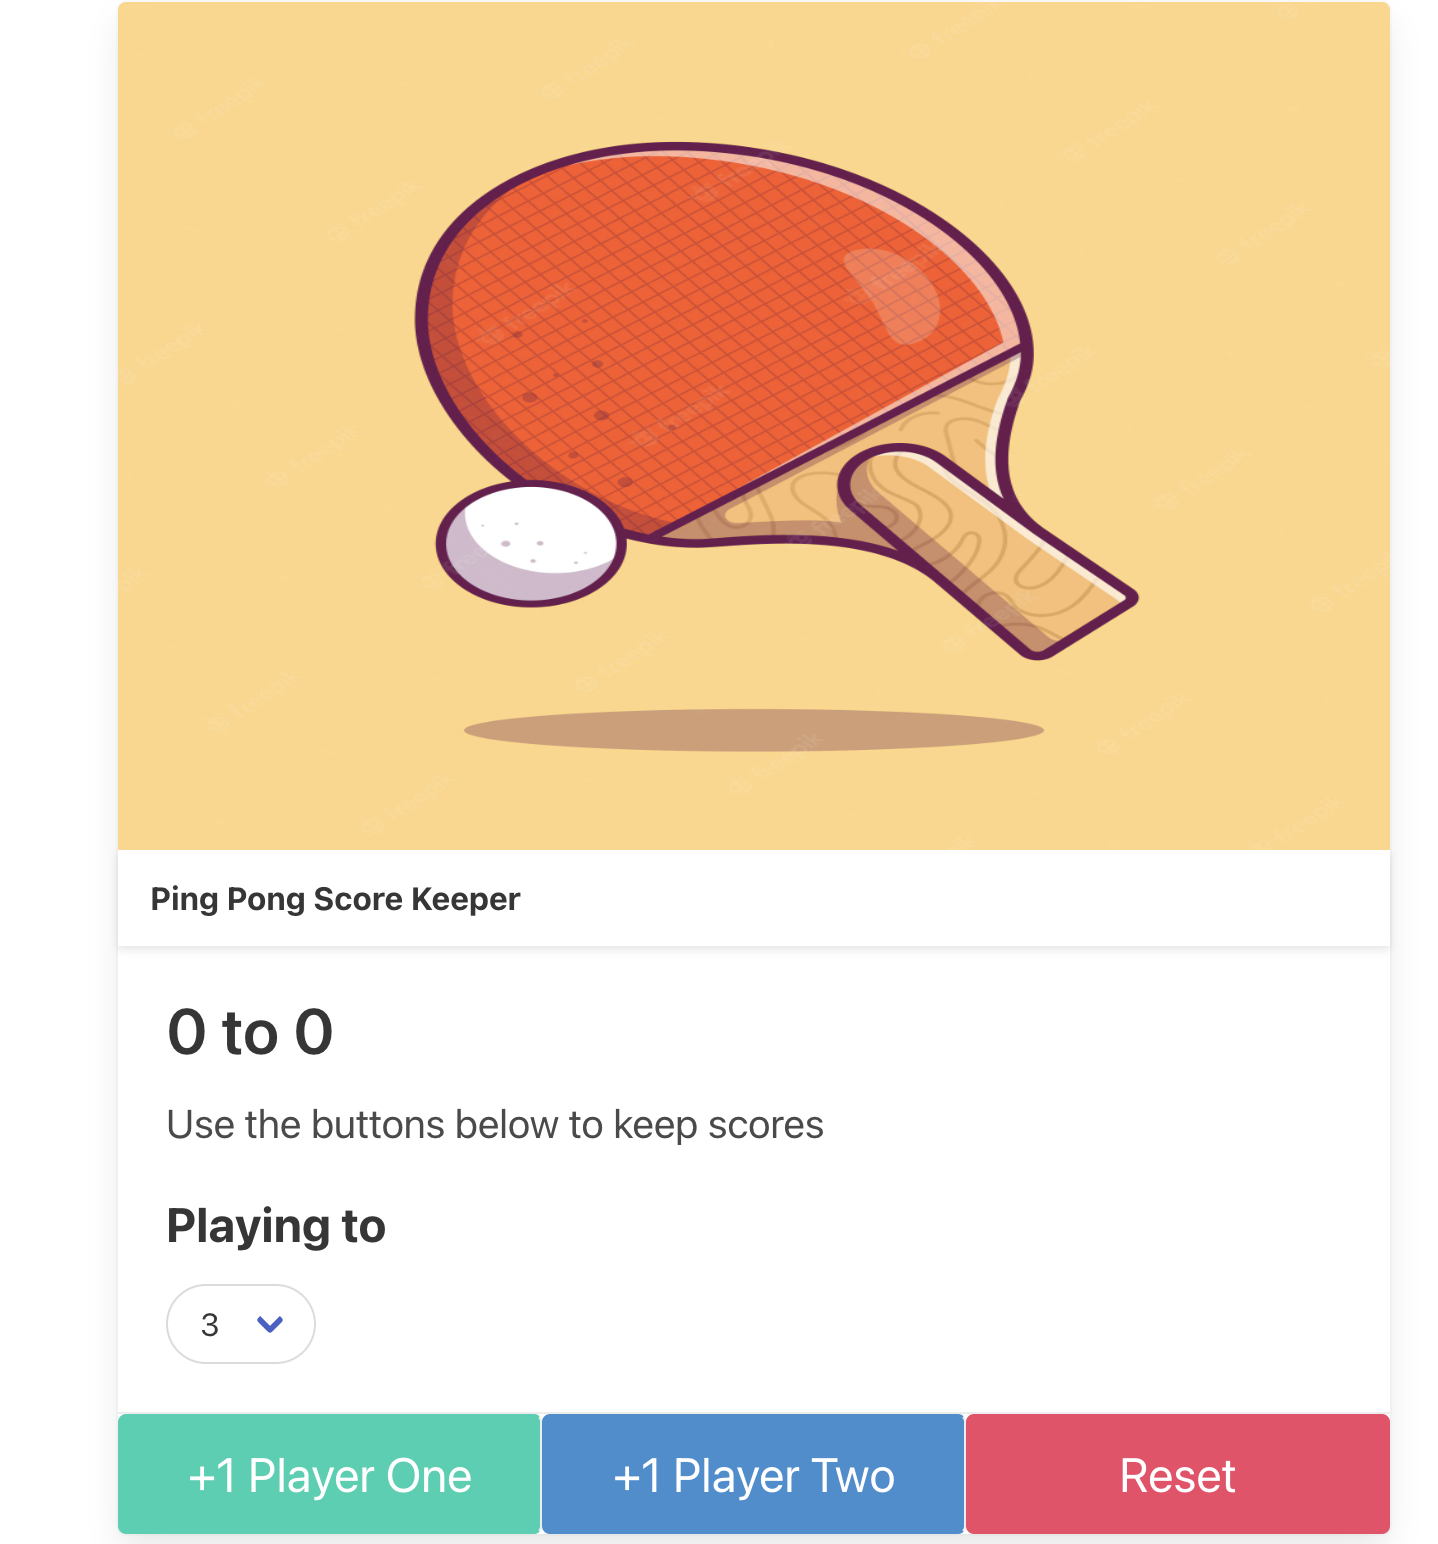 Ping Pong Score Keeper
0 to 0
Use the buttons below to keep scores
Playing to
3
+1 Player One
+1 Player Two
Reset